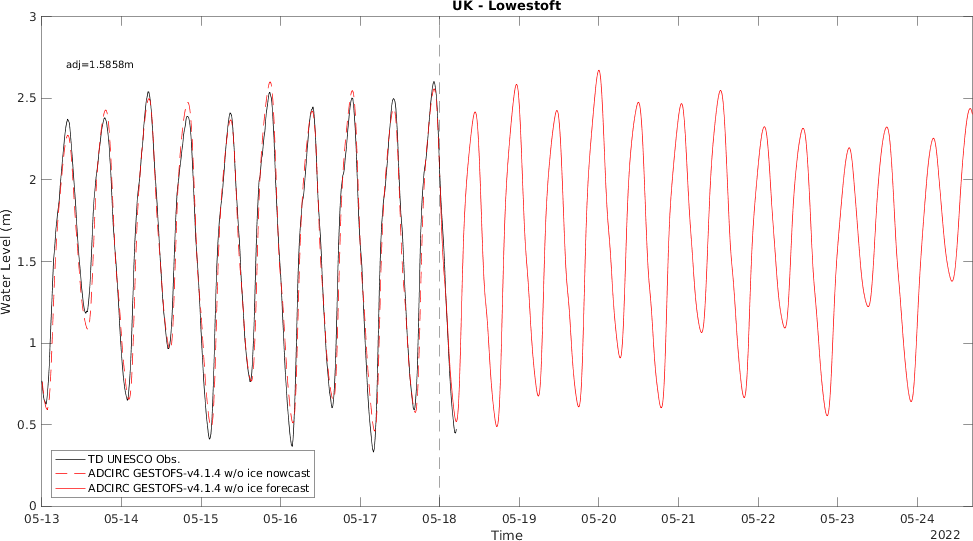 UK - Lowestoft
adj=1.5858m
Water Level (m)
3
2.5
2
1.5
1
0.5
0
TD UNESCO Obs.
ADCIRC GESTOFS-v4.1.4 w/o ice nowcast
ADCIRC GESTOFS-v4.1.4 w/o ice forecast
05-13 05-14 05-15 05-16 05-17 05-18 05-19 05-20 05-21 05-22 05-23 05-24
Time
2022